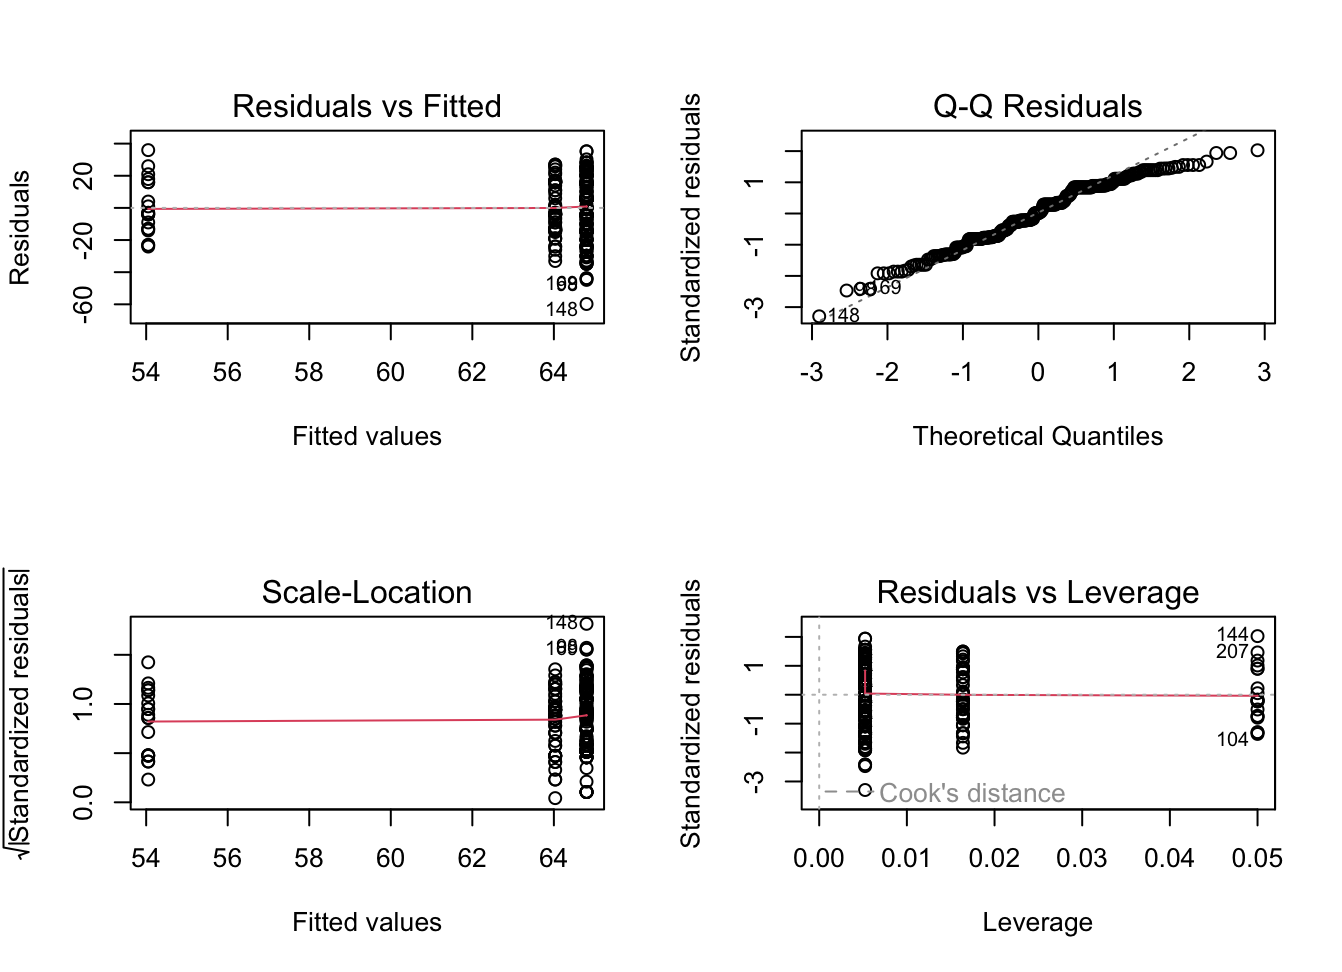 Residuals vs Fitted
Residuals
20
-20
-60
148
54 56 58 60 62 64
Fitted values
Q-Q Residuals
Standardized residuals
1
-1
-3
169
148
-3 -2 -1 0 1 2 3
Theoretical Quantiles
Scale-Location
√|Standardized residuals|
1.0
0.0
148
54 56 58 60 62 64
Fitted values
Residuals vs Leverage
Standardized residuals
1
-1
-3
144
207
104
Cook's distance
0.00 0.01 0.02 0.03 0.04 0.05
Leverage